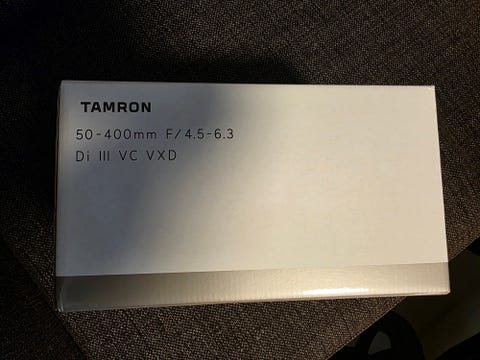 TAMRON
50-400mm F/4.5-6.3
Di III VC VXD